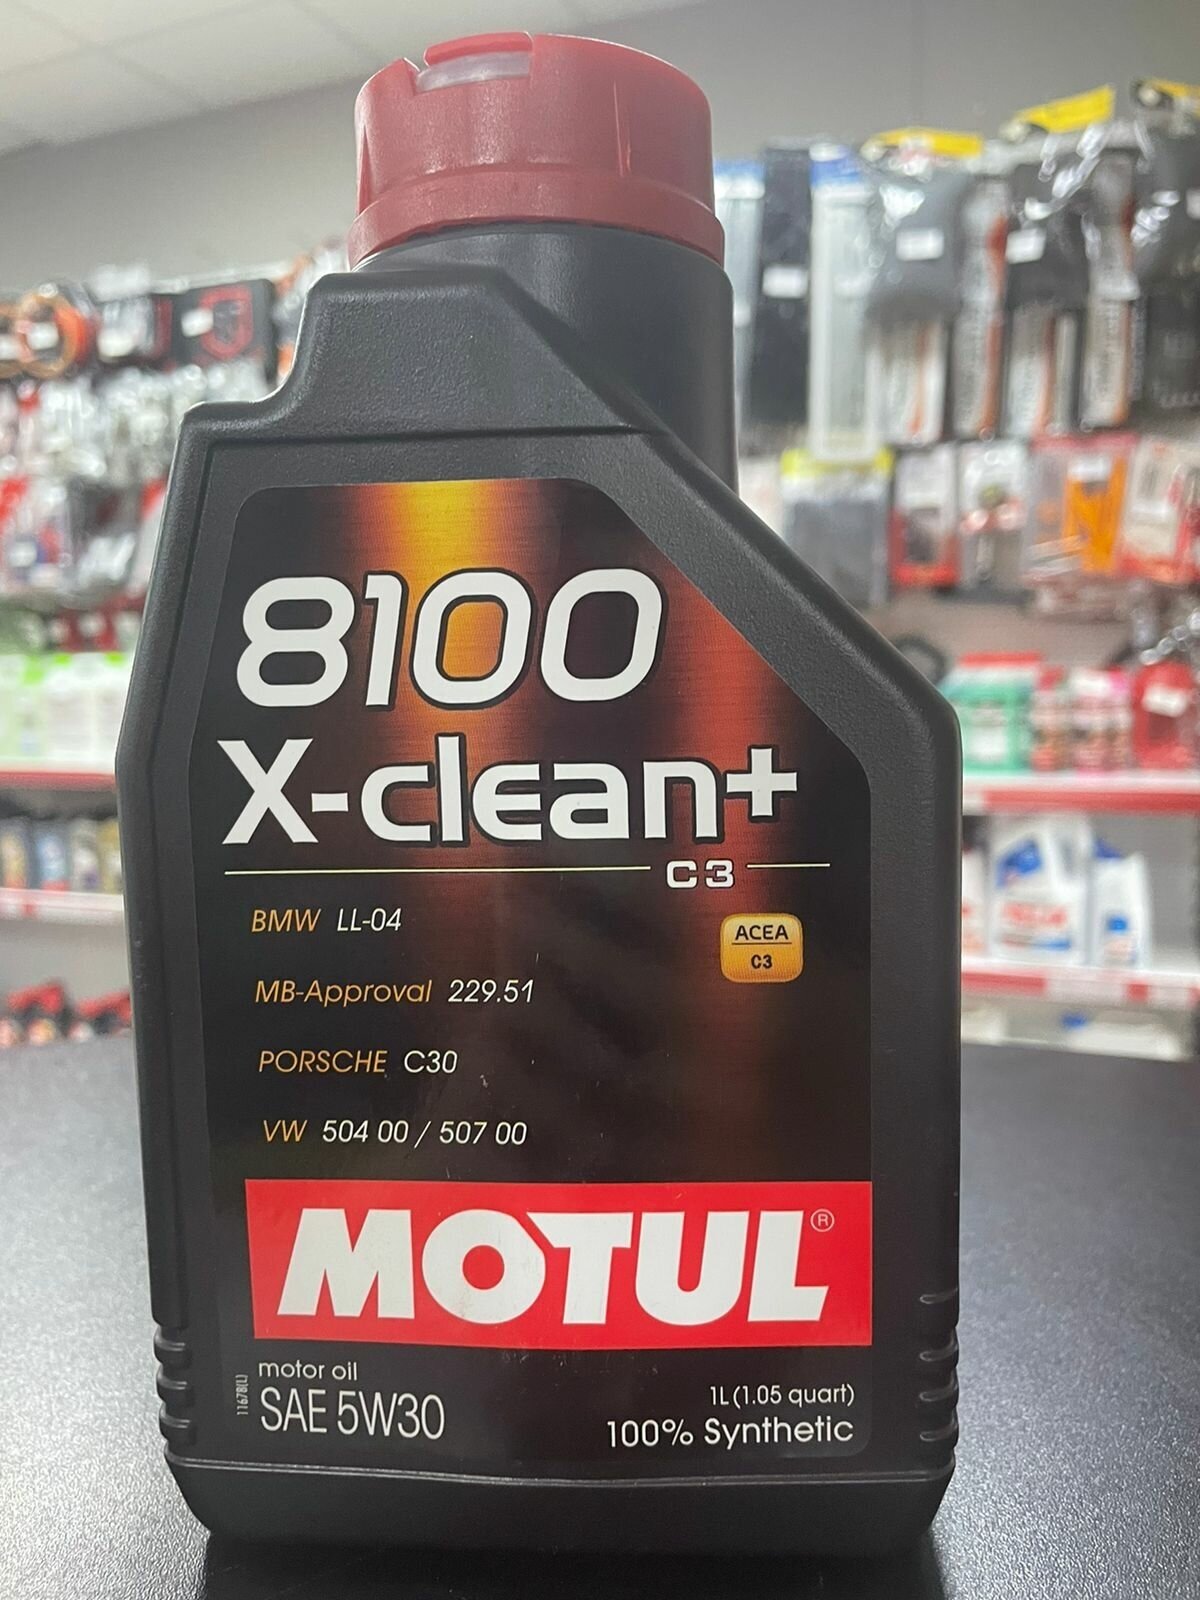 8100
X-clean+
C3
BMW LL-04
ACEA
C3
MB-Approval 229.51
PORSCHE C30
VW 504 00 / 507 00
MOTUL®
motor oil
SAE 5W30
11678(L)
1L (1.05 quart)
100% Synthetic